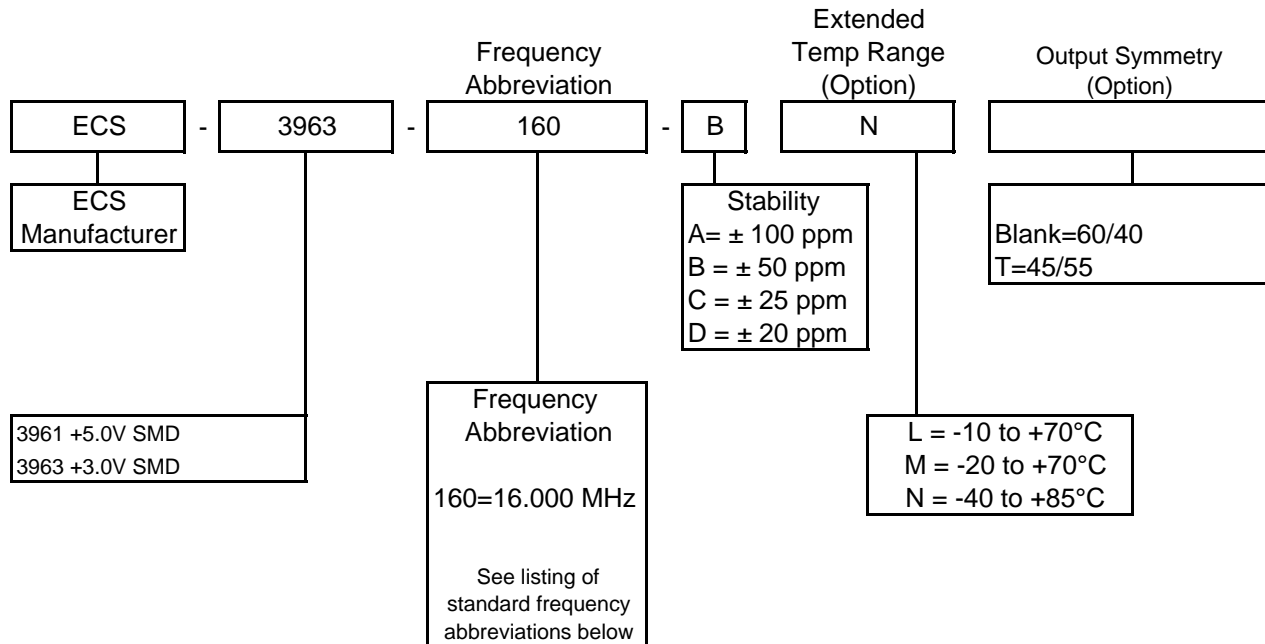 Extended
Temp Range
(Option)
Frequency
Abbreviation
Output Symmetry
(Option)
ECS - 3963 - 160 - B N
ECS
Manufacturer
Stability
A= ± 100 ppm
B = ± 50 ppm
C = ± 25 ppm
D = ± 20 ppm
Blank=60/40
T=45/55
3961 +5.0V SMD
3963 +3.0V SMD
Frequency
Abbreviation
160=16.000 MHz
See listing of
standard frequency
abbreviations below
L = -10 to +70°C
M = -20 to +70°C
N = -40 to +85°C